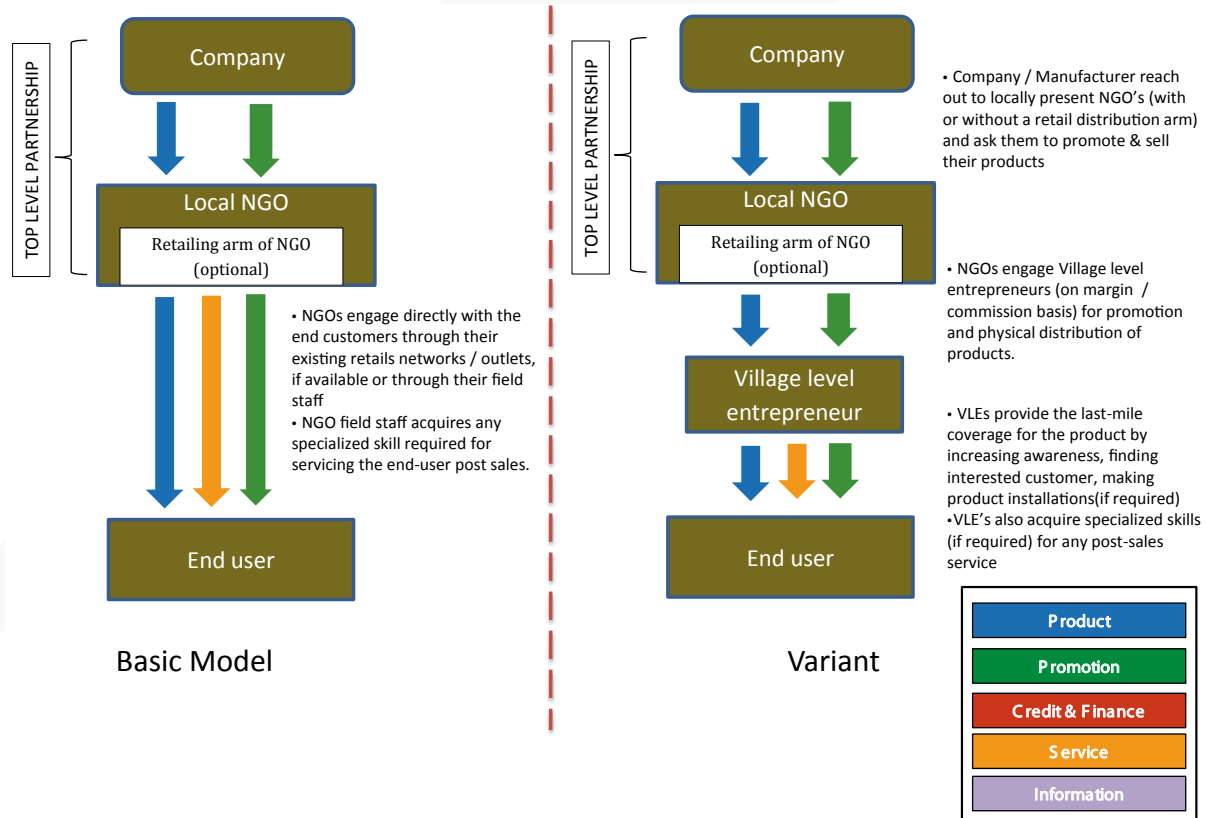 TOP LEVEL PARTNERSHIP
Company
Local NGO
Retailing arm of NGO
(optional)
• NGOs engage directly with the
end customers through their
existing retails networks / outlets,
if available or through their field
staff
• NGO field staff acquires any
specialized skill required for
servicing the end-user post sales.
End user
Basic Model
TOP LEVEL PARTNERSHIP
Company
• Company / Manufacturer reach
out to locally present NGO's (with
or without a retail distribution arm)
and ask them to promote & sell
their products
Local NGO
Retailing arm of NGO
(optional)
• NGOs engage Village level
entrepreneurs (on margin /
commission basis) for promotion
and physical distribution of
products.
Village level
entrepreneur
• VLEs provide the last-mile
coverage for the product by
increasing awareness, finding
interested customer, making
product installations(if required)
•VLE's also acquire specialized skills
(if required) for any post-sales
service
End user
Variant
Product
Promotion
Credit & Finance
Service
Information